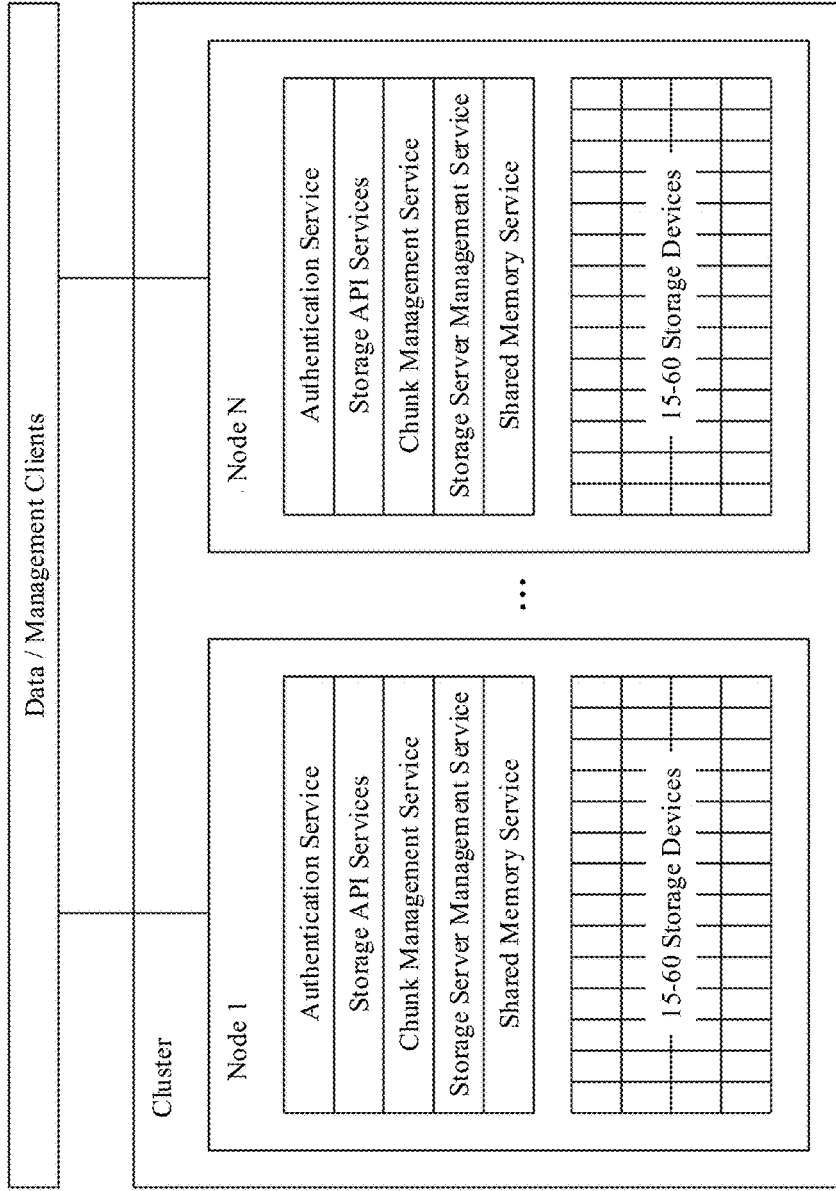 Data / Management Clients
Cluster
Node 1
Authentication Service
Storage API Services
Chunk Management Service
Storage Server Management Service
Shared Memory Service
15-60 Storage Devices
...
Node N
Authentication Service
Storage API Services
Chunk Management Service
Storage Server Management Service
Shared Memory Service
15-60 Storage Devices